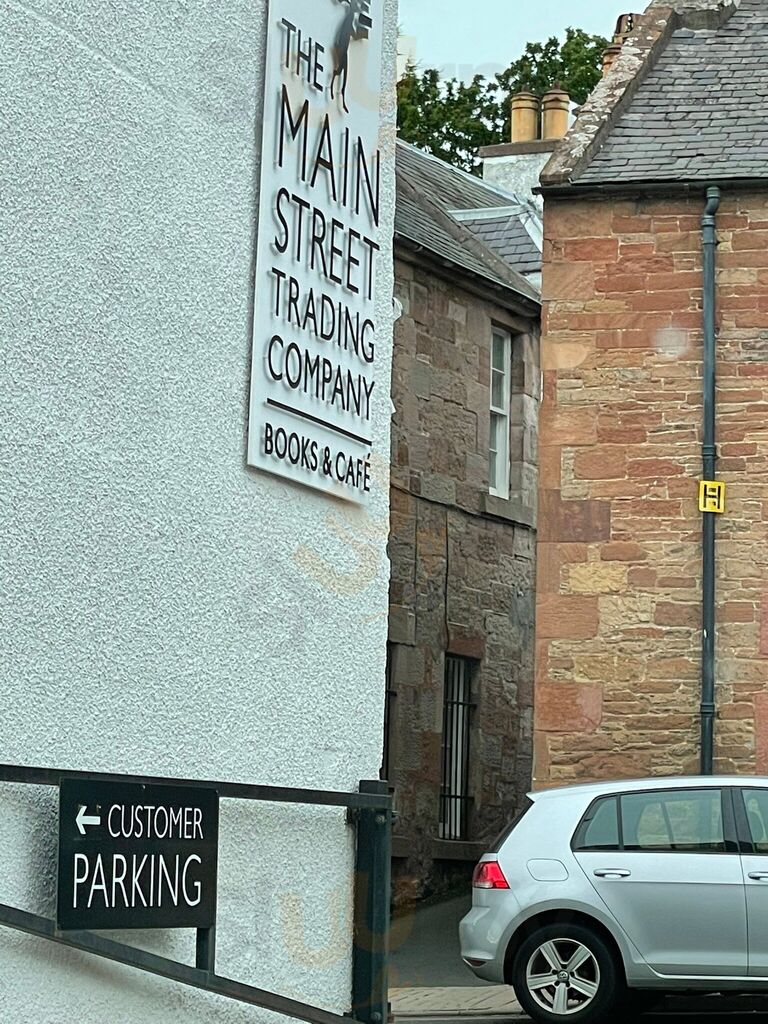 THE
MAIN
STREET
TRADING
COMPANY
BOOKS & CAFÉ
H
← CUSTOMER
PARKING